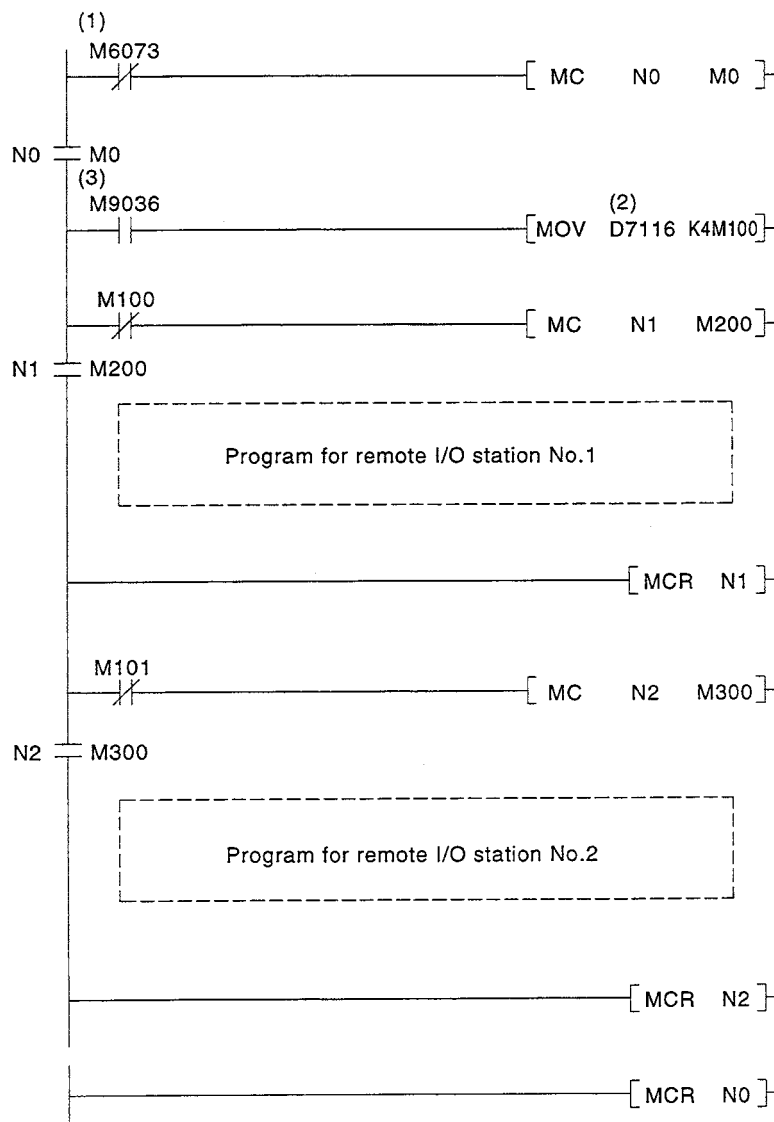 (1)
M6073
MC N0 M0
N0 M0
(3)
M9036
(2)
MOV D7116 K4M100
M100
MC N1 M200
N1 M200
Program for remote I/O station No.1
MCR N1
M101
MC N2 M300
N2 M300
Program for remote I/O station No.2
MCR N2
MCR N0